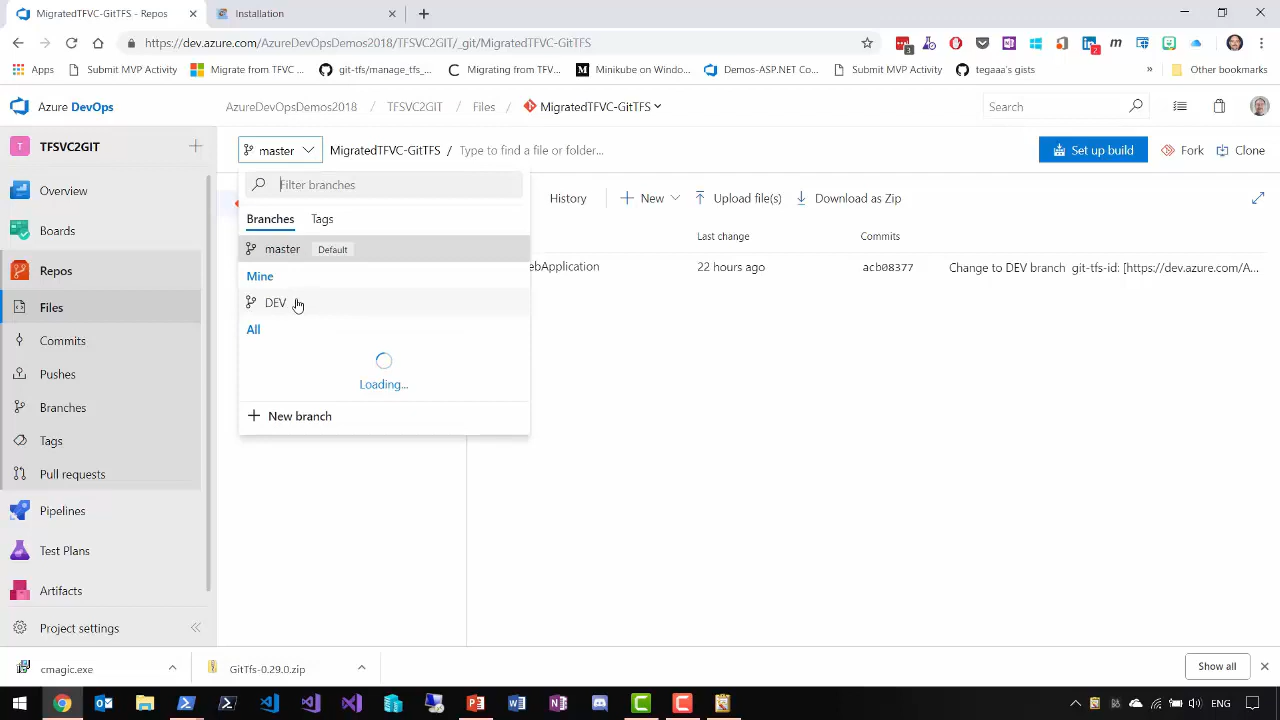 MigratedTFVC-GitTFS - Repos
Installation
https://dev.azure.com/AzureDevOpsDemos2018/TFSVC2GIT/_git/MigratedTFVC-GitTFS
3
2
Apps
Submit MVP Activity
Migrate from TFVC ...
git-tfs/manage_tfs_...
Migrating from TFV...
Minikube on Windo...
Demos-ASP.NET Co...
Submit MVP Activity
tegaaa's gists
»
Other bookmarks
Azure DevOps
AzureDevOpsDemos2018 / TFSVC2GIT / Files / MigratedTFVC-GitTFS
Search
T TFSVC2GIT
master
MigratedTFVC-GitTFS / Type to find a file or folder...
Set up build
Fork
Clone
Overview
Filter branches
History
New
Upload file(s)
Download as Zip
Boards
Branches
Tags
Last change
Commits
Repos
master Default
ebApplication
22 hours ago
acb08377
Change to DEV branch git-tfs-id: [https://dev.azure.com/A...
Mine
Files
DEV
All
Commits
Loading...
Pushes
Branches
New branch
Tags
Pull requests
Pipelines
Test Plans
Artifacts
Project settings
cmagic.exe
GitTfs-0.29.0.zip
Show all
ENG